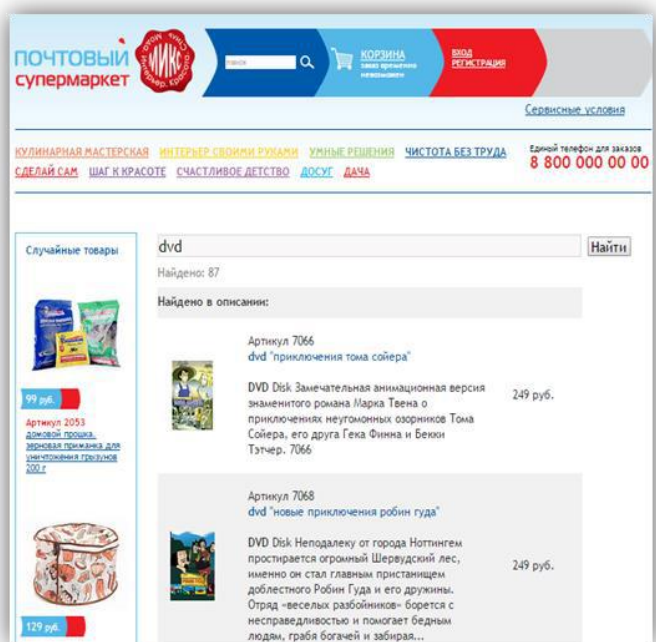 ПОЧТОВЫЙ
супермаркет
МИКС
поиск
КОРЗИНА
заказ временно
невозможен
ВХОД
РЕГИСТРАЦИЯ
Сервисные условия
КУЛИНАРНАЯ МАСТЕРСКАЯ ИНТЕРЬЕР СВОИМИ РУКАМИ УМНЫЕ РЕШЕНИЯ ЧИСТОТА БЕЗ ТРУДА
СДЕЛАЙ САМ ШАГ К КРАСОТЕ СЧАСТЛИВОЕ ДЕТСТВО ДОСУГ ДАЧА
Единый телефон для заказов
8 800 000 00 00
Случайные товары
99 руб.
Артикул 2053
домовой прошка,
зерновая приманка для
уничтожения грызунов
200 г
129 руб.
dvd
Найти
Найдено: 87
Найдено в описании:
Артикул 7066
dvd "приключения тома сойера"
DVD Disk Замечательная анимационная версия
знаменитого романа Марка Твена о
приключениях неугомонных озорников Тома
Сойера, его друга Гека Финна и Бекки
Тэтчер. 7066
249 руб.
Артикул 7068
dvd "новые приключения робин гуда"
DVD Disk Неподалеку от города Ноттингем
простирается огромный Шервудский лес,
именно он стал главным пристанищем
доблестного Робин Гуда и его дружины.
Отряд «веселых разбойников» борется с
несправедливостью и помогает бедным
людям, грабя богачей и забирая...
249 руб.